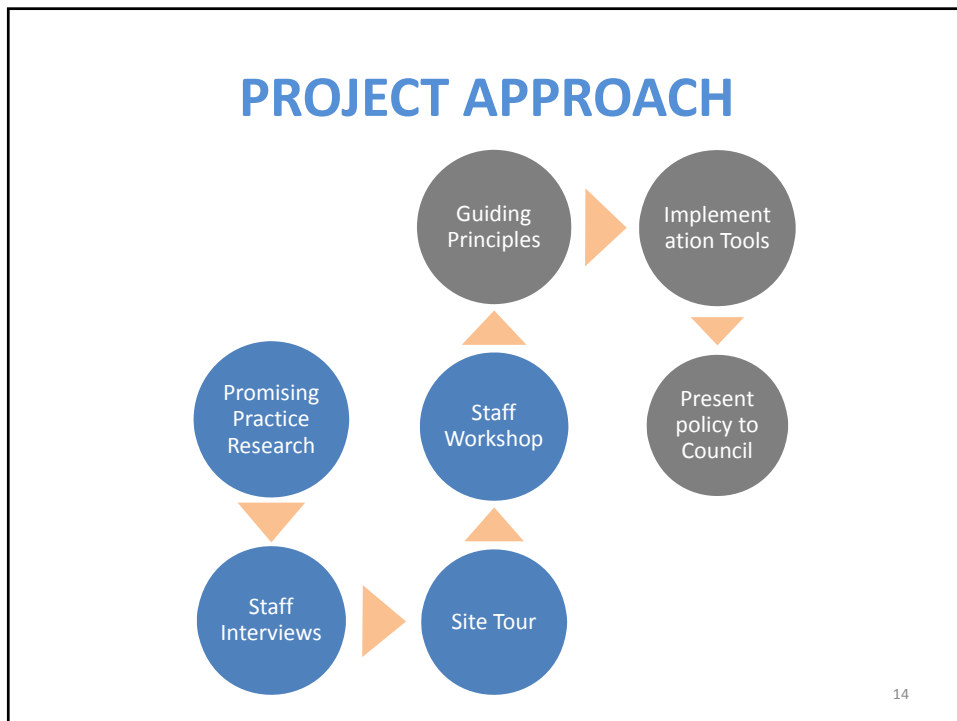 PROJECT APPROACH
Promising
Practice
Research
Staff
Interviews
Site Tour
Staff
Workshop
Guiding
Principles
Implement
ation Tools
Present
policy to
Council
14